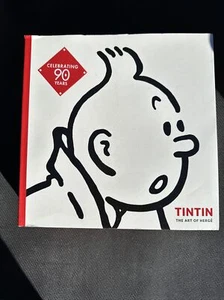 CELEBRATING
90
YEARS
TINTIN
THE ART OF HERGÉ